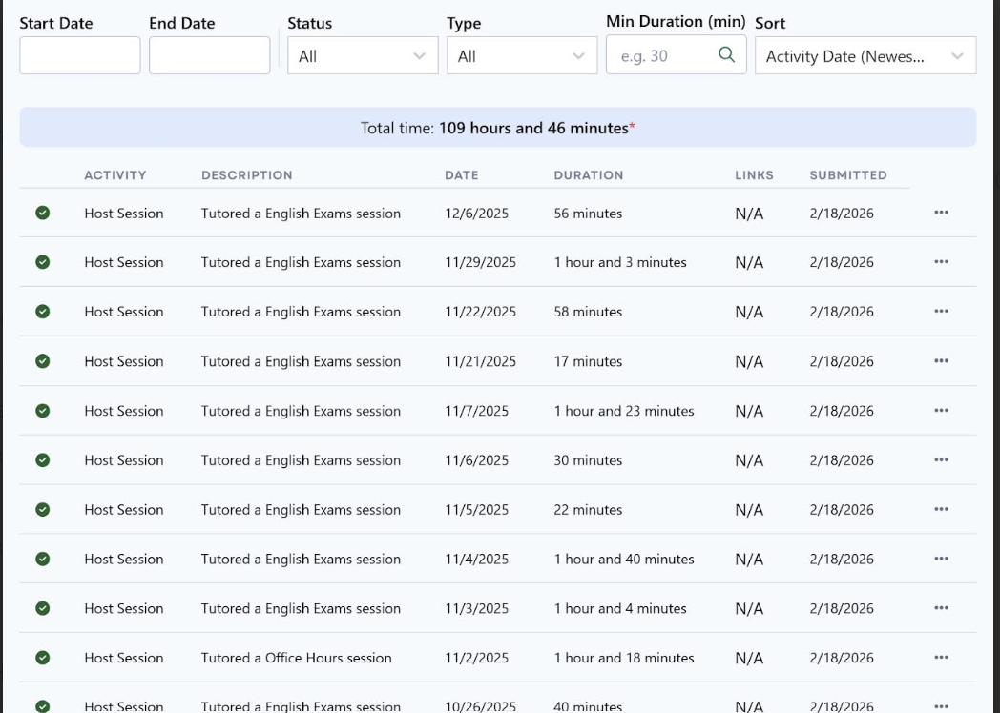 Start Date End Date Status Type Min Duration (min) Sort
All All e.g. 30 Activity Date (Newes...
Total time: 109 hours and 46 minutes*
ACTIVITY DESCRIPTION DATE DURATION LINKS SUBMITTED
Host Session Tutored a English Exams session 12/6/2025 56 minutes N/A 2/18/2026
Host Session Tutored a English Exams session 11/29/2025 1 hour and 3 minutes N/A 2/18/2026
Host Session Tutored a English Exams session 11/22/2025 58 minutes N/A 2/18/2026
Host Session Tutored a English Exams session 11/21/2025 17 minutes N/A 2/18/2026
Host Session Tutored a English Exams session 11/7/2025 1 hour and 23 minutes N/A 2/18/2026
Host Session Tutored a English Exams session 11/6/2025 30 minutes N/A 2/18/2026
Host Session Tutored a English Exams session 11/5/2025 22 minutes N/A 2/18/2026
Host Session Tutored a English Exams session 11/4/2025 1 hour and 40 minutes N/A 2/18/2026
Host Session Tutored a English Exams session 11/3/2025 1 hour and 4 minutes N/A 2/18/2026
Host Session Tutored a Office Hours session 11/2/2025 1 hour and 18 minutes N/A 2/18/2026
Host Session Tutored a English Exams session 10/26/2025 40 minutes N/A 2/18/2026